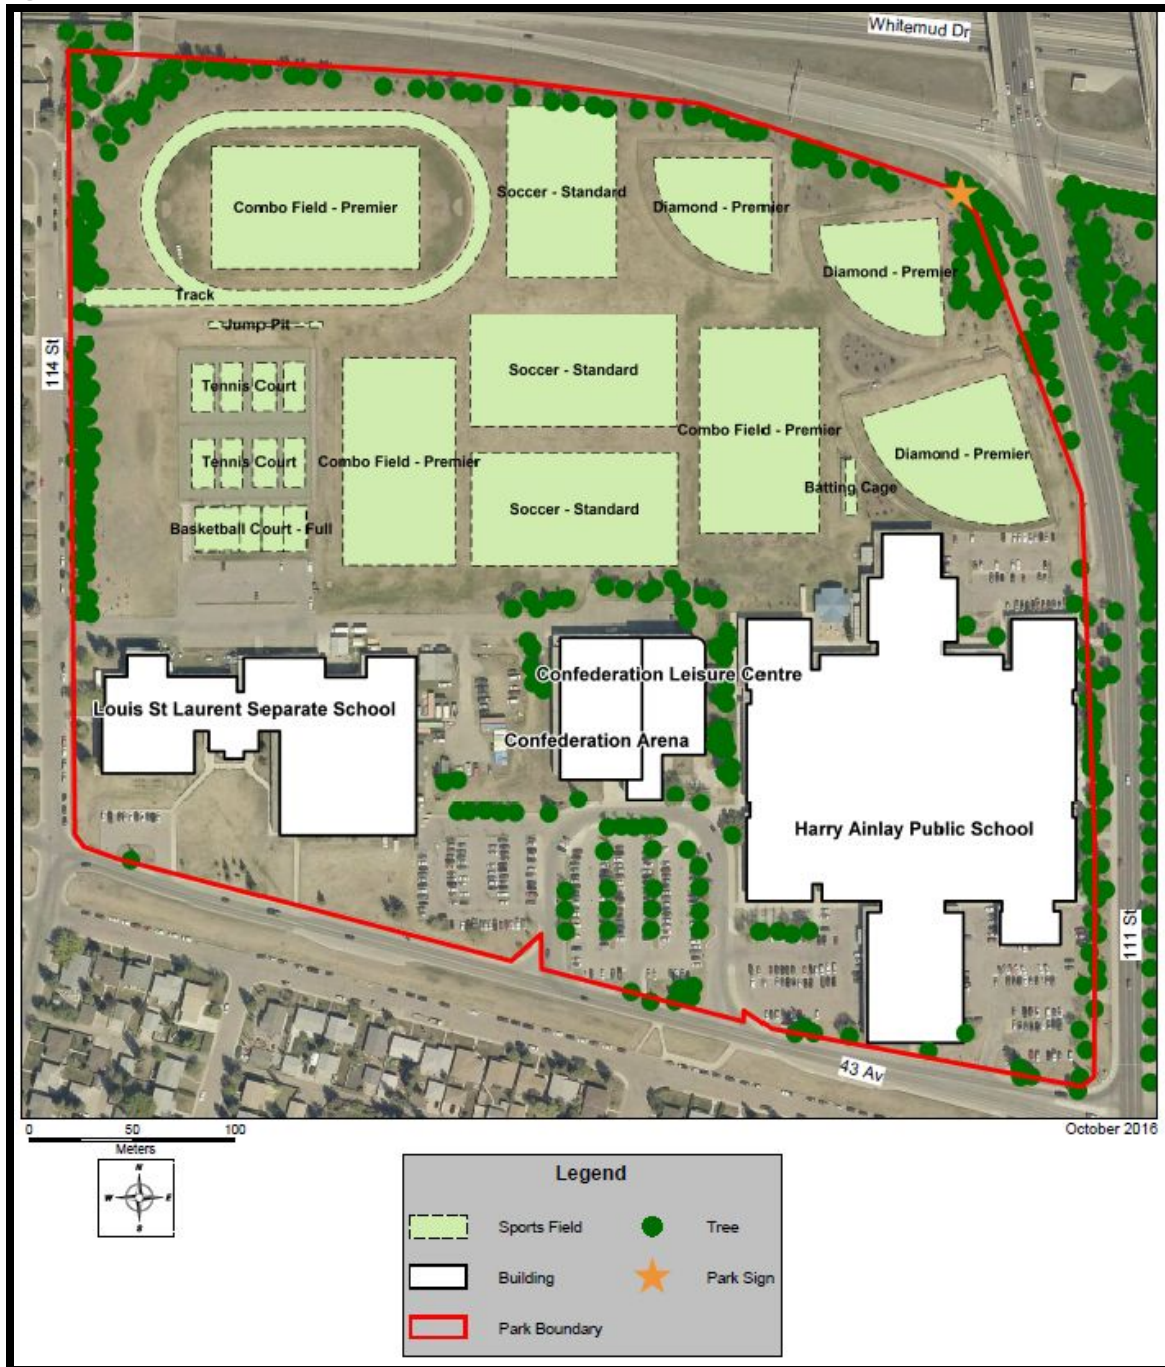 Whitemud Dr
Soccer - Standard
Combo Field - Premier
Diamond - Premier
Diamond - Premier
Track
Jump Pit
114 St
Tennis Court
Soccer - Standard
Combo Field - Premier
Tennis Court
Combo Field - Premier
Diamond - Premier
Batting Cage
Soccer - Standard
Basketball Court - Full
Confederation Leisure Centre
Louis St Laurent Separate School
Confederation Arena
Harry Ainlay Public School
111 St
43 Av
0 50 100
Meters
October 2016
N
W E
S
Legend
Sports Field
Tree
Building
Park Sign
Park Boundary